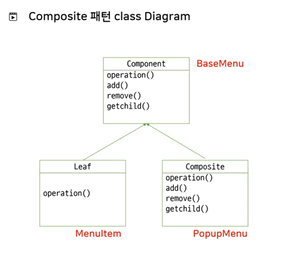 Composite 패턴 class Diagram
Component
BaseMenu
operation()
add()
remove()
getchild()
Leaf
operation()
MenuItem
Composite
operation()
add()
remove()
getchild()
PopupMenu